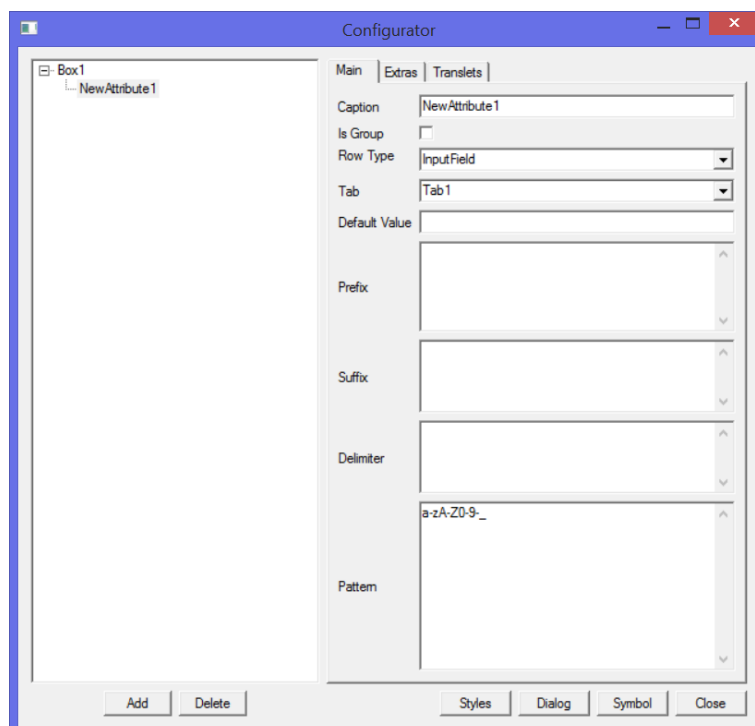 Configurator
Box1
NewAttribute1
Main Extras Translets
Caption NewAttribute1
Is Group
Row Type InputField
Tab Tab1
Default Value
Prefix
Suffix
Delimiter
Pattern a-zA-Z0-9-_
Add Delete Styles Dialog Symbol Close